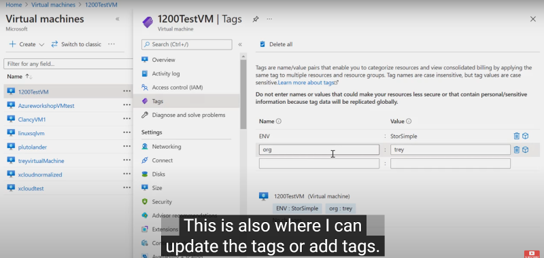 Home > Virtual machines > 1200TestVM
Virtual machines
Microsoft
Create
Switch to classic
Filter for any field...
Name
1200TestVM
AzureworkshopVMtest
ClancyVM1
linuxsqlvm
plutolander
treyvirtualMachine
xcloudnormalized
xcloudtest
1200TestVM | Tags
Virtual machine
Search (Ctrl+/)
Overview
Activity log
Access control (IAM)
Tags
Diagnose and solve problems
Settings
Networking
Connect
Disks
Size
Security
Extensions
Delete all
Tags are name/value pairs that enable you to categorize resources and view consolidated billing by applying the
same tag to multiple resources and resource groups. Tag names are case insensitive, but tag values are case
sensitive. Learn more about tags
Do not enter names or values that could make your resources less secure or that contain personal/sensitive
information because tag data will be replicated globally.
Name
Value
ENV : StorSimple
org : trey
:
1200TestVM (Virtual machine)
ENV : StorSimple org : trey
This is also where I can
update the tags or add tags.